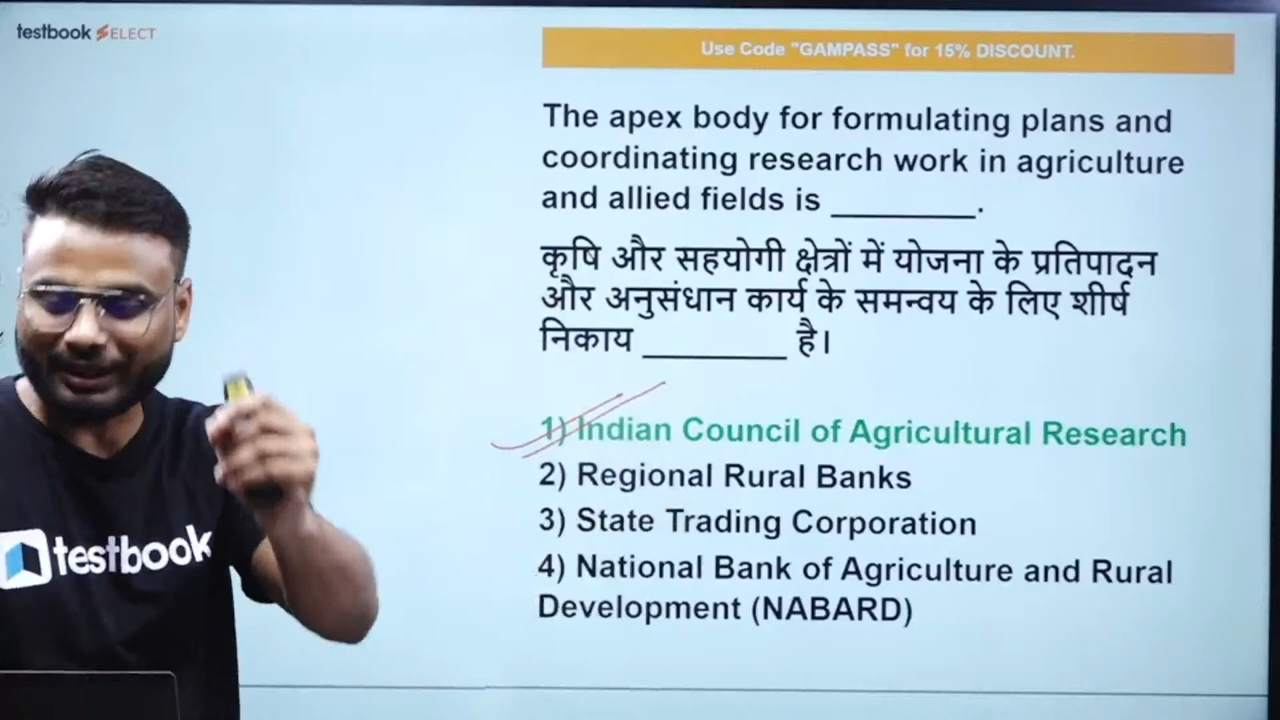 testbook SELECT
Use Code "GAMPASS" for 15% DISCOUNT.
The apex body for formulating plans and
coordinating research work in agriculture
and allied fields is ________.
कृषि और सहयोगी क्षेत्रों में योजना के प्रतिपादन
और अनुसंधान कार्य के समन्वय के लिए शीर्ष
निकाय ________ है।
1) Indian Council of Agricultural Research
2) Regional Rural Banks
3) State Trading Corporation
4) National Bank of Agriculture and Rural
Development (NABARD)
testbook